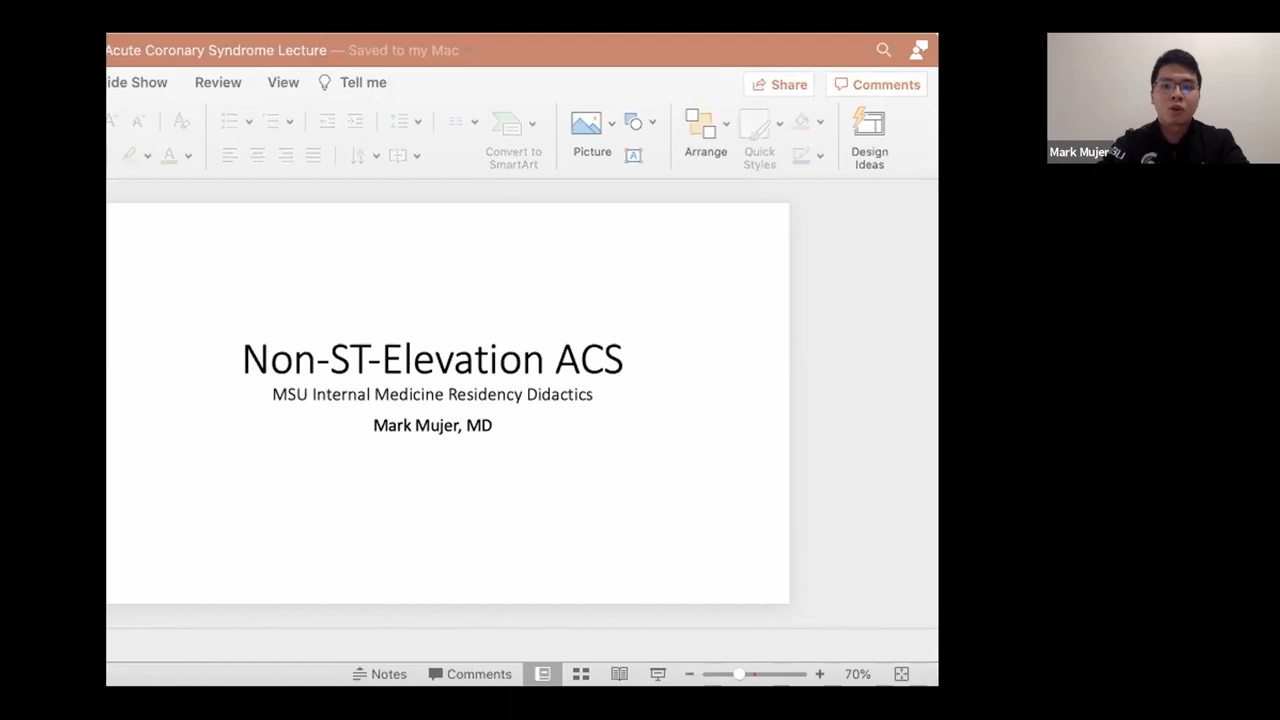 Acute Coronary Syndrome Lecture — Saved to my Mac
ide Show Review View Tell me
Share Comments
Convert to
SmartArt
Picture
Arrange
Quick
Styles
Design
Ideas
Mark Mujer
Non-ST-Elevation ACS
MSU Internal Medicine Residency Didactics
Mark Mujer, MD
Notes Comments 70%